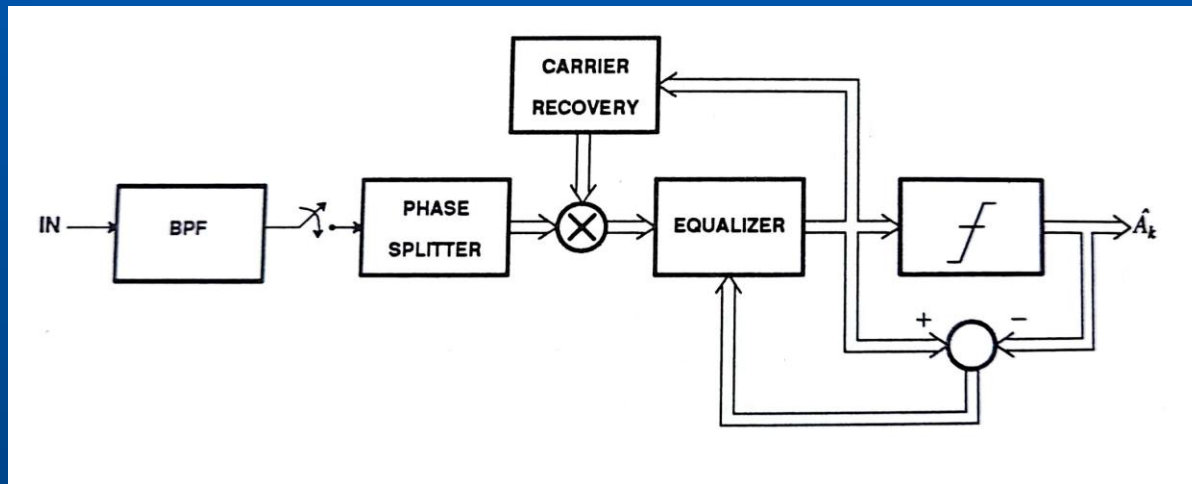 CARRIER
RECOVERY
IN
BPF
PHASE
SPLITTER
EQUALIZER
Â_k
+
−